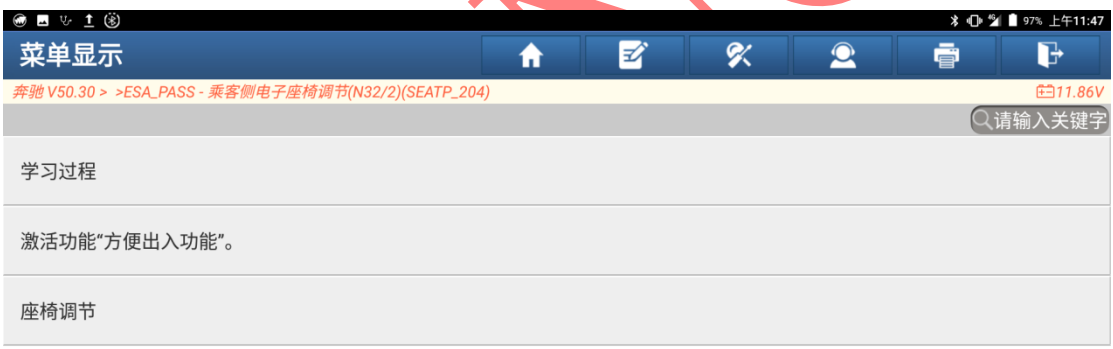 97% 上午11:47
菜单显示
奔驰 V50.30 > >ESA_PASS - 乘客侧电子座椅调节(N32/2)(SEATP_204)
11.86V
请输入关键字
学习过程
激活功能“方便出入功能”。
座椅调节